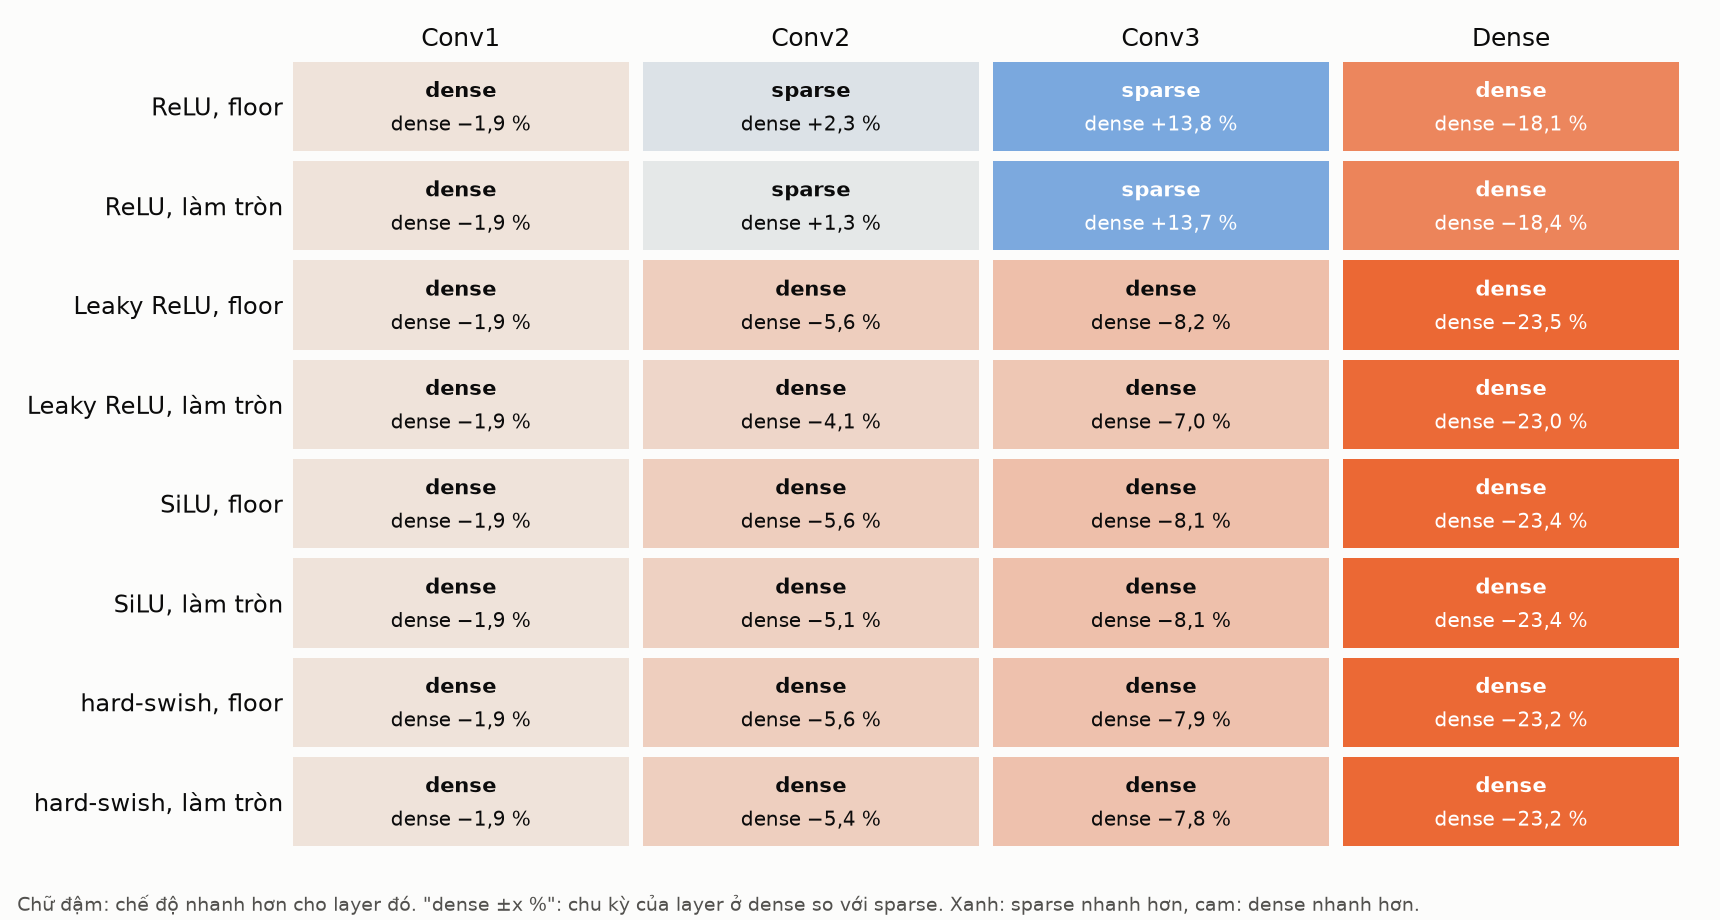 Conv1 Conv2 Conv3 Dense
ReLU, floor
dense sparse sparse dense
dense −1,9 % dense +2,3 % dense +13,8 % dense −18,1 %
ReLU, làm tròn
dense sparse sparse dense
dense −1,9 % dense +1,3 % dense +13,7 % dense −18,4 %
Leaky ReLU, floor
dense dense dense dense
dense −1,9 % dense −5,6 % dense −8,2 % dense −23,5 %
Leaky ReLU, làm tròn
dense dense dense dense
dense −1,9 % dense −4,1 % dense −7,0 % dense −23,0 %
SiLU, floor
dense dense dense dense
dense −1,9 % dense −5,6 % dense −8,1 % dense −23,4 %
SiLU, làm tròn
dense dense dense dense
dense −1,9 % dense −5,1 % dense −8,1 % dense −23,4 %
hard-swish, floor
dense dense dense dense
dense −1,9 % dense −5,6 % dense −7,9 % dense −23,2 %
hard-swish, làm tròn
dense dense dense dense
dense −1,9 % dense −5,4 % dense −7,8 % dense −23,2 %
Chữ đậm: chế độ nhanh hơn cho layer đó. "dense ±x %": chu kỳ của layer ở dense so với sparse. Xanh: sparse nhanh hơn, cam: dense nhanh hơn.